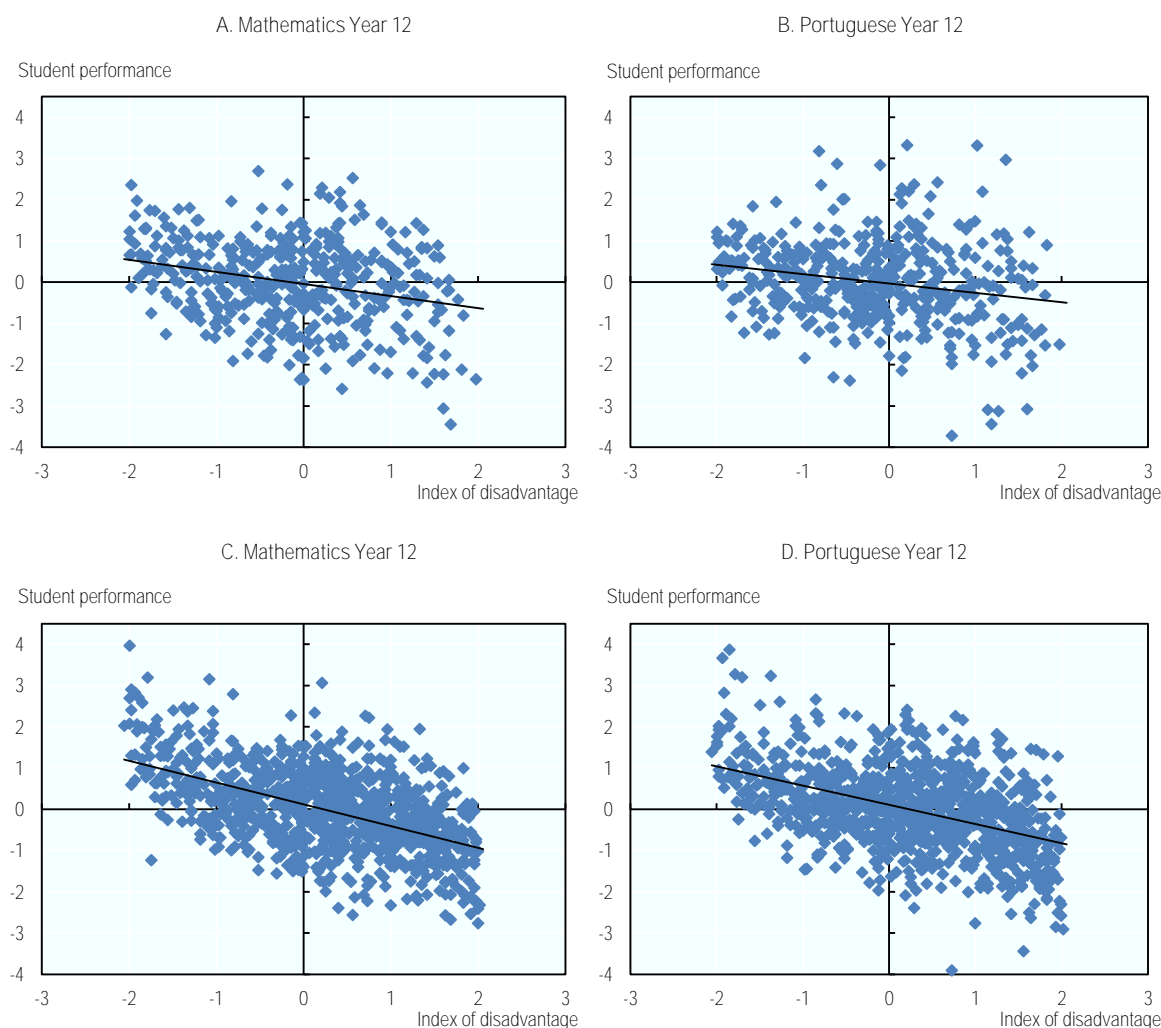 A. Mathematics Year 12
B. Portuguese Year 12
Student performance
Student performance
4
3
2
1
0
-1
-2
-3
-4
-3 -2 -1 0 1 2 3
Index of disadvantage
4
3
2
1
0
-1
-2
-3
-4
-3 -2 -1 0 1 2 3
Index of disadvantage
C. Mathematics Year 12
D. Portuguese Year 12
Student performance
Student performance
4
3
2
1
0
-1
-2
-3
-4
-3 -2 -1 0 1 2 3
Index of disadvantage
4
3
2
1
0
-1
-2
-3
-4
-3 -2 -1 0 1 2 3
Index of disadvantage